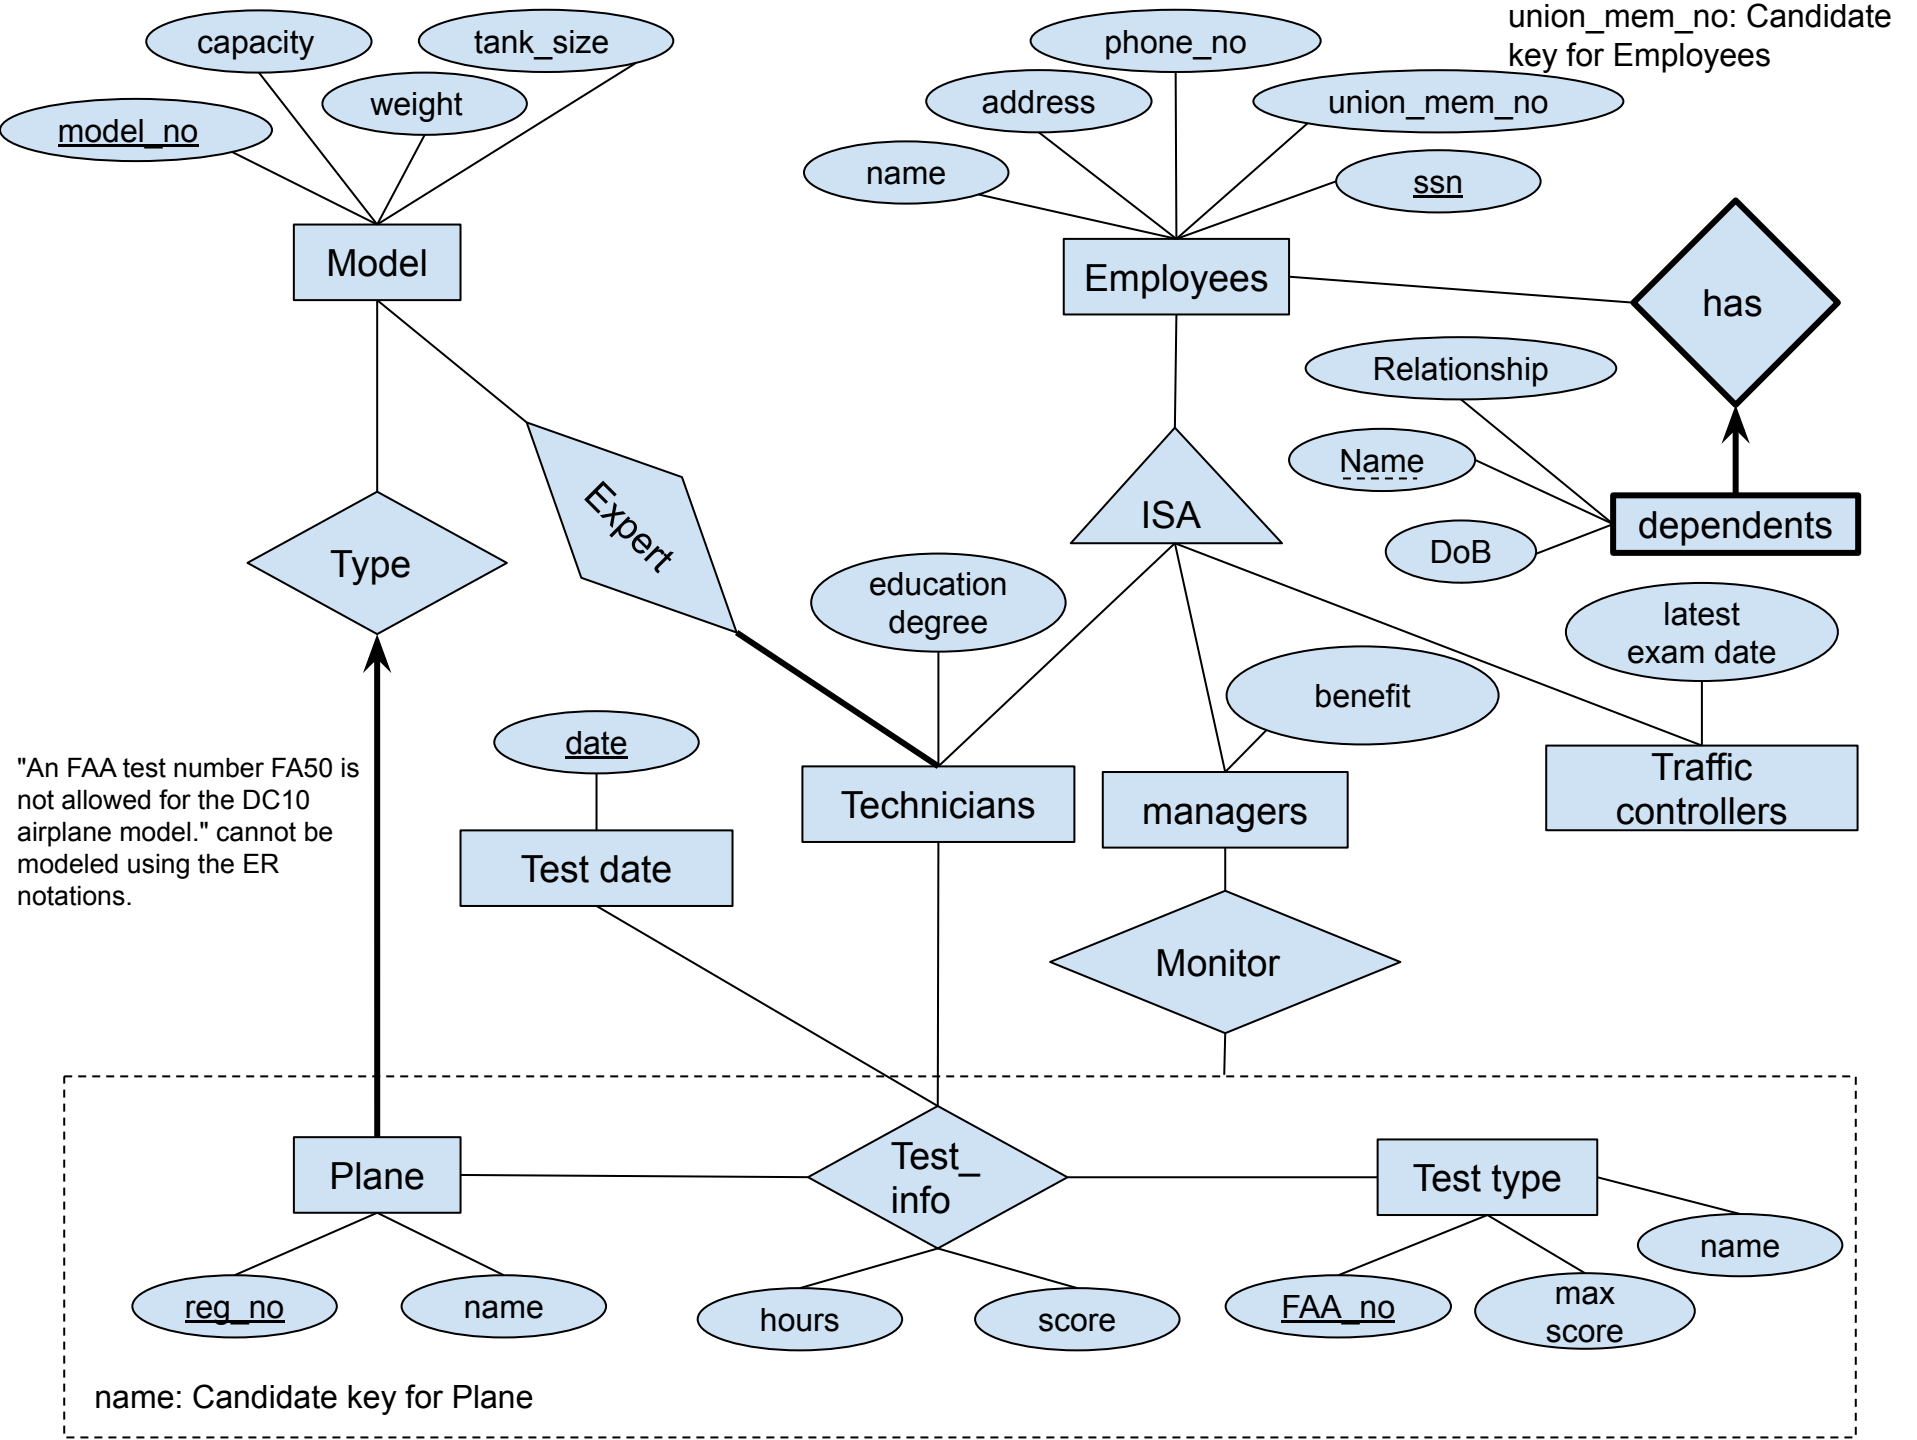 union_mem_no: Candidate
key for Employees
capacity
tank_size
phone_no
weight
address
union_mem_no
model_no
name
ssn
Model
Employees
has
Relationship
Name
ISA
dependents
DoB
Expert
Type
education
degree
latest
exam date
benefit
date
"An FAA test number FA50 is
not allowed for the DC10
airplane model." cannot be
modeled using the ER
notations.
Technicians
managers
Traffic
controllers
Test date
Monitor
Plane
Test_
info
Test type
name
reg_no
name
hours
score
FAA_no
max
score
name: Candidate key for Plane